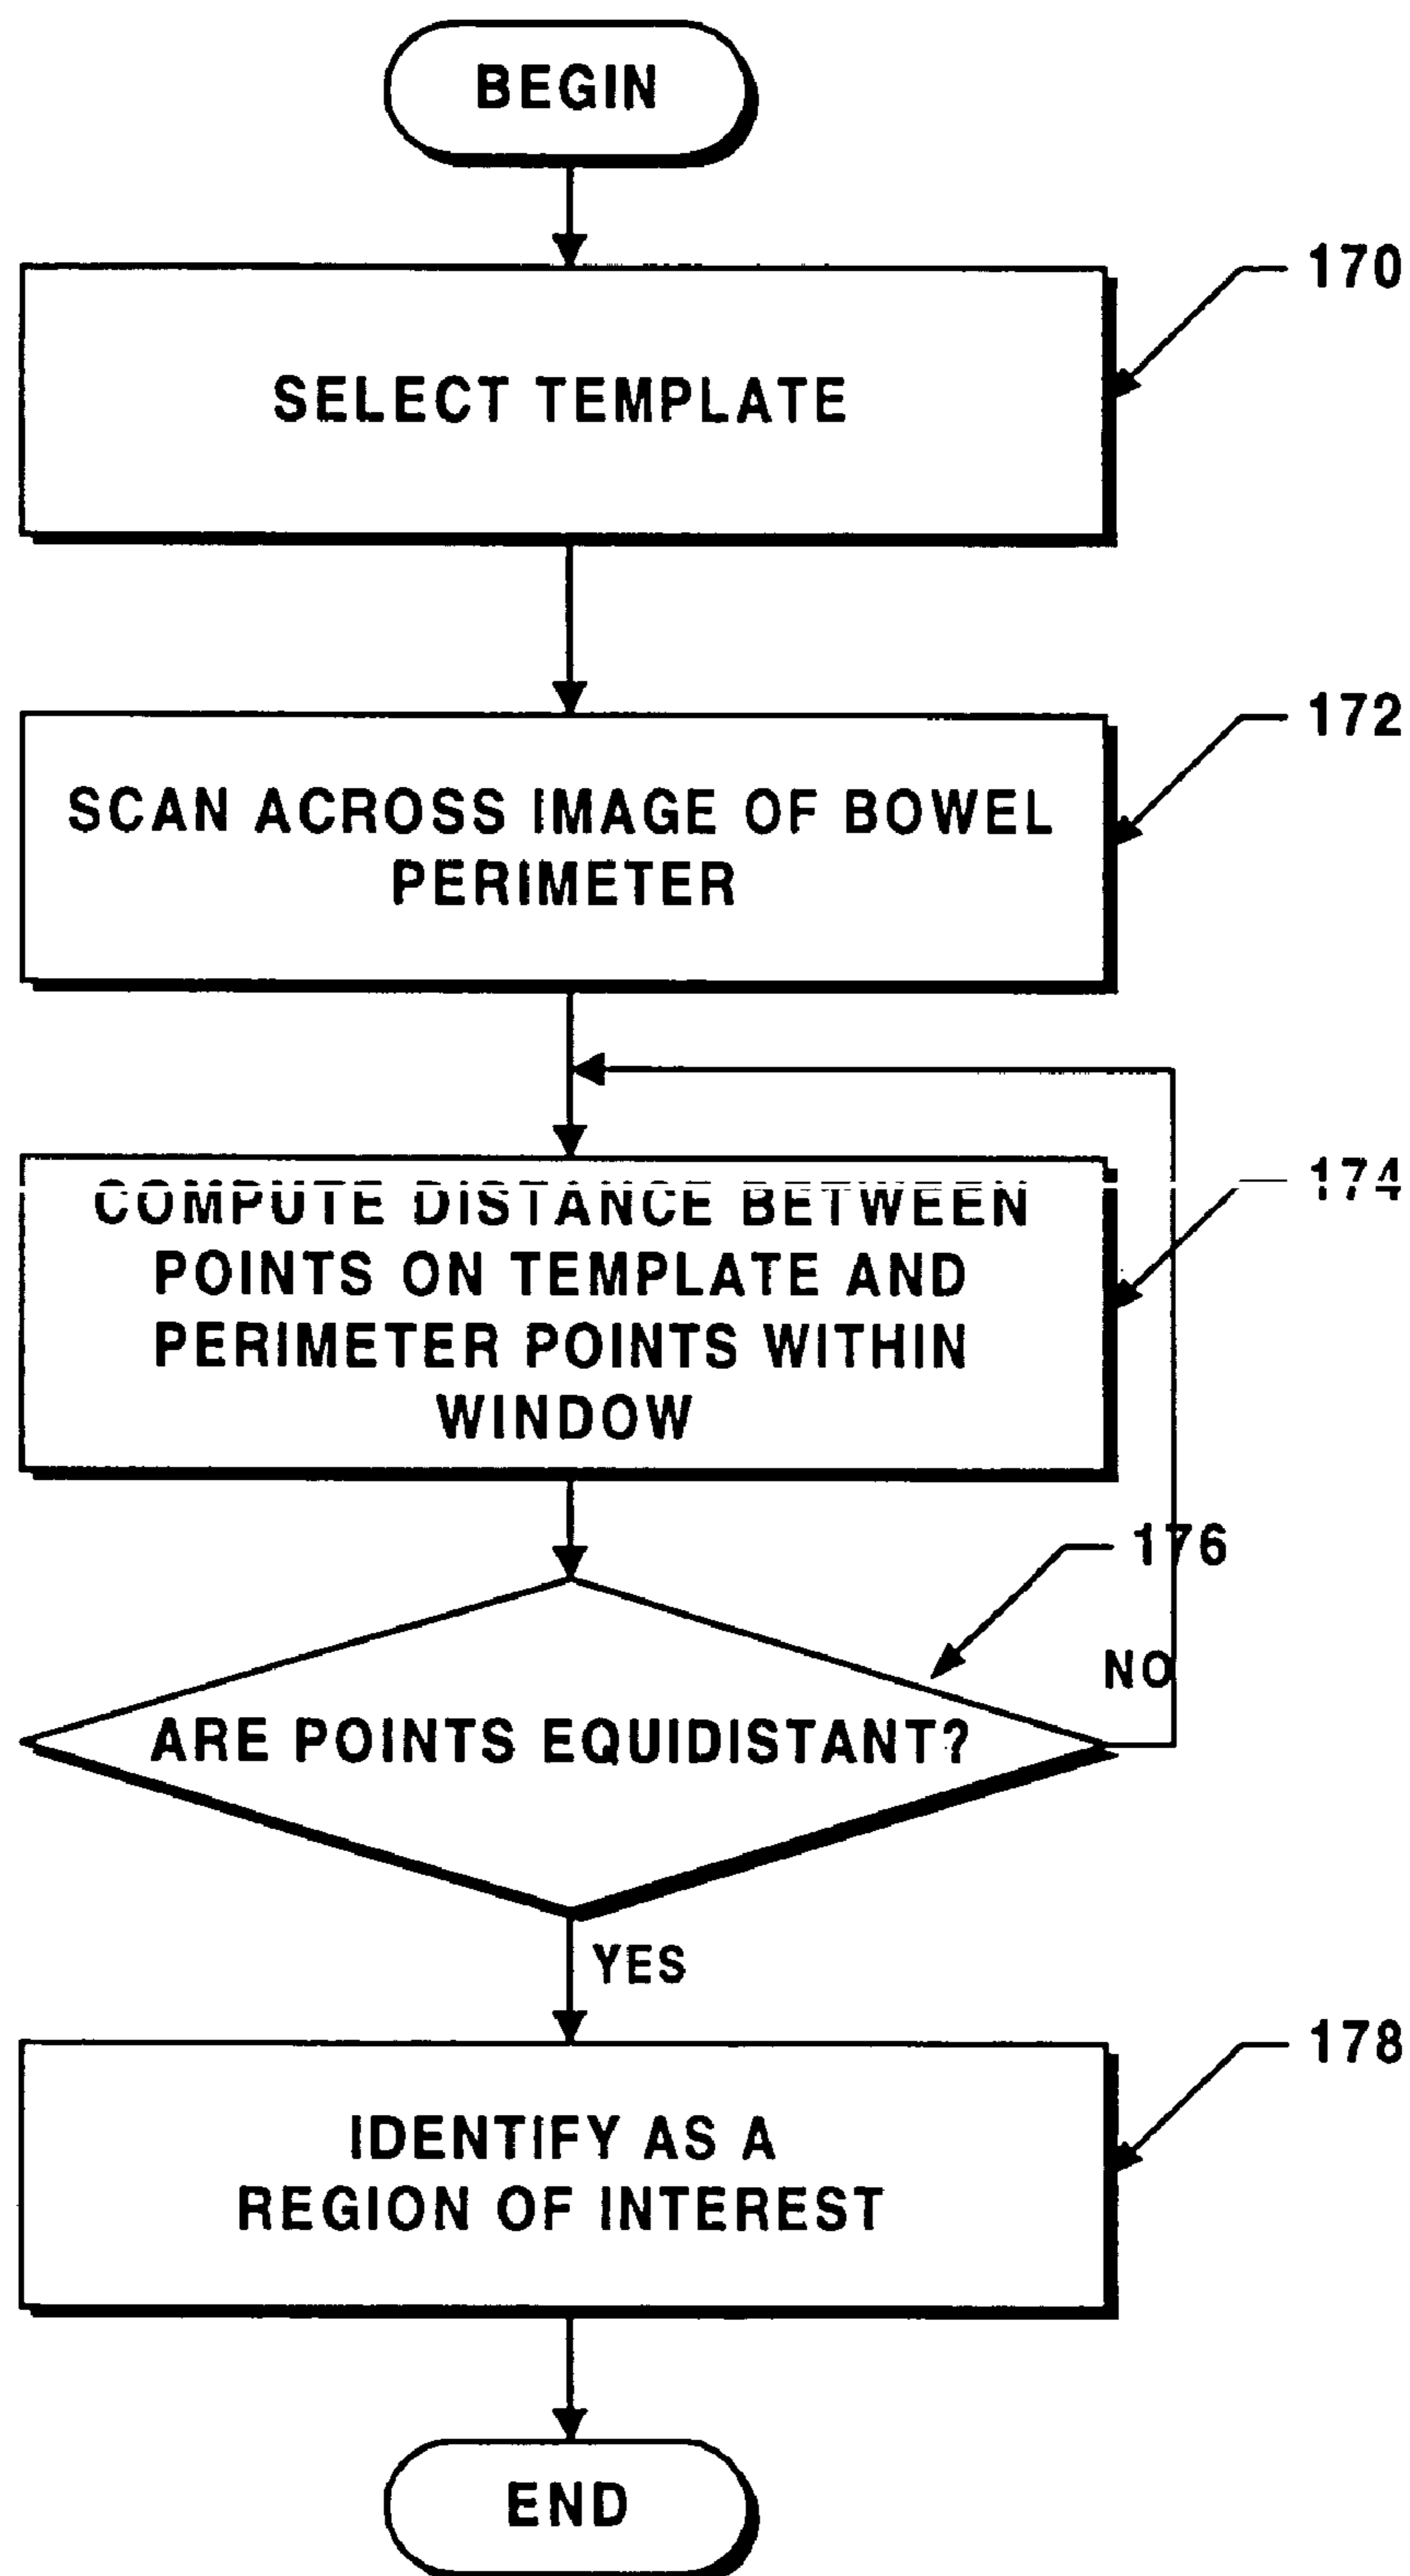 BEGIN
170
SELECT TEMPLATE
172
SCAN ACROSS IMAGE OF BOWEL
PERIMETER
174
COMPUTE DISTANCE BETWEEN
POINTS ON TEMPLATE AND
PERIMETER POINTS WITHIN
WINDOW
176
NO
ARE POINTS EQUIDISTANT?
YES
178
IDENTIFY AS A
REGION OF INTEREST
END